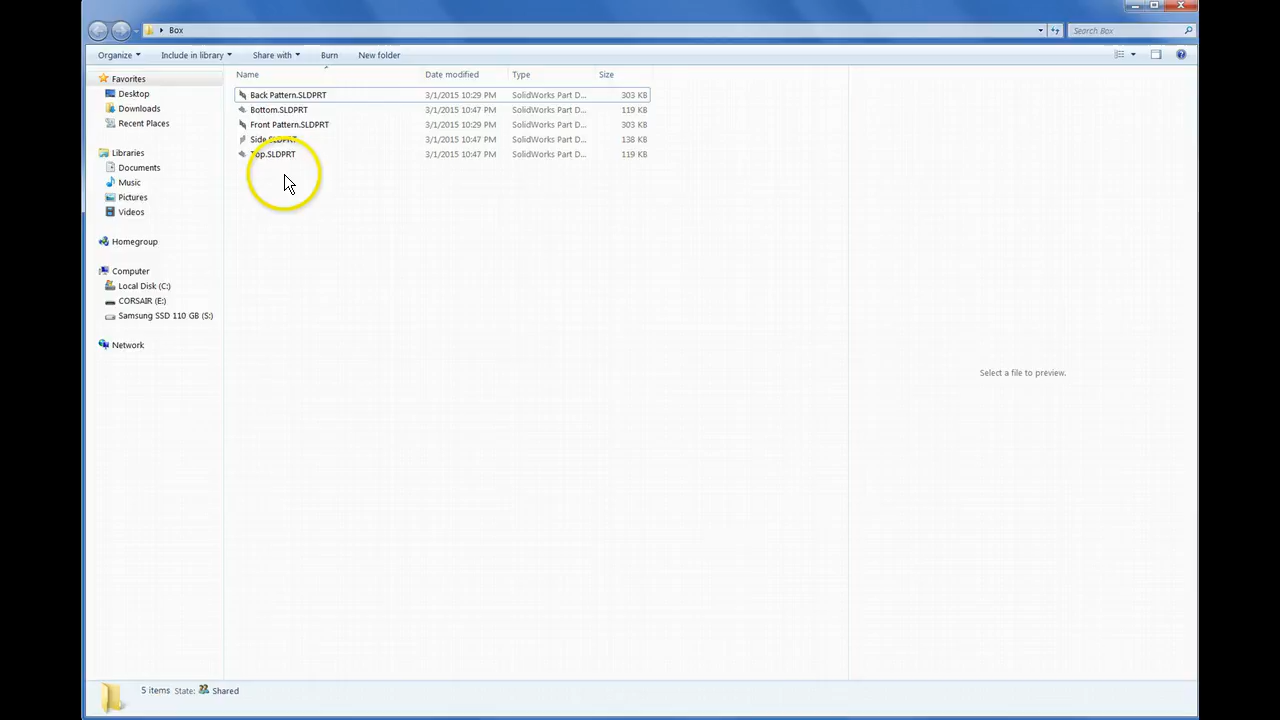 Box
Search Box
Organize Include in library Share with Burn New folder
Name Date modified Type Size
Favorites
Desktop
Downloads
Recent Places
Libraries
Documents
Music
Pictures
Videos
Homegroup
Computer
Local Disk (C:)
CORSAIR (E:)
Samsung SSD 110 GB (S:)
Network
Back Pattern.SLDPRT 3/1/2015 10:29 PM SolidWorks Part D... 303 KB
Bottom.SLDPRT 3/1/2015 10:47 PM SolidWorks Part D... 119 KB
Front Pattern.SLDPRT 3/1/2015 10:29 PM SolidWorks Part D... 303 KB
Side.SLDPRT 3/1/2015 10:47 PM SolidWorks Part D... 138 KB
Top.SLDPRT 3/1/2015 10:47 PM SolidWorks Part D... 119 KB
Select a file to preview.
5 items State: Shared